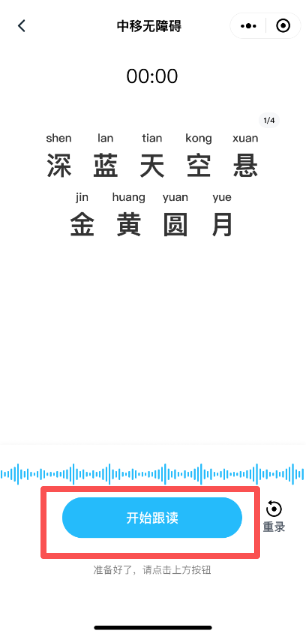 中移无障碍
00:00
1/4
shen lan tian kong xuan
深 蓝 天 空 悬
jin huang yuan yue
金 黄 圆 月
开始跟读
重录
准备好了，请点击上方按钮